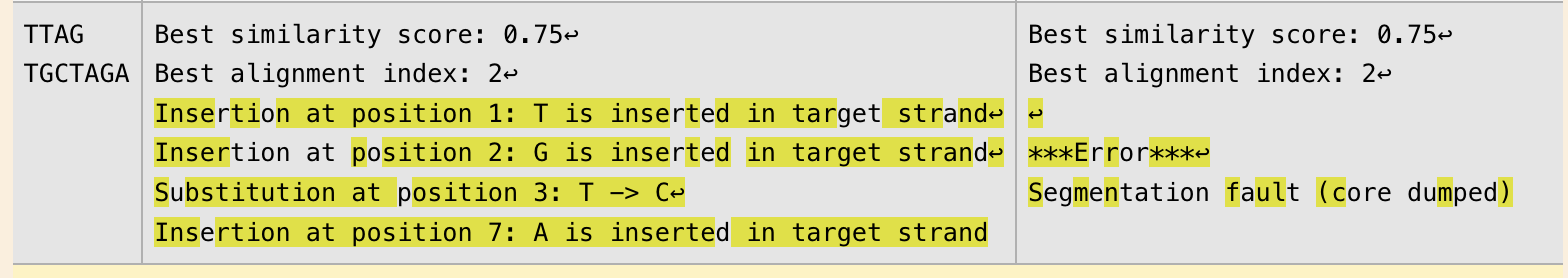 TTAG
TGCTAGA
Best similarity score: 0.75↩
Best alignment index: 2↩
Insertion at position 1: T is inserted in target strand↩
Insertion at position 2: G is inserted in target strand↩
Substitution at position 3: T −> C↩
Insertion at position 7: A is inserted in target strand
Best similarity score: 0.75↩
Best alignment index: 2↩
↩
***Error***↩
Segmentation fault (core dumped)